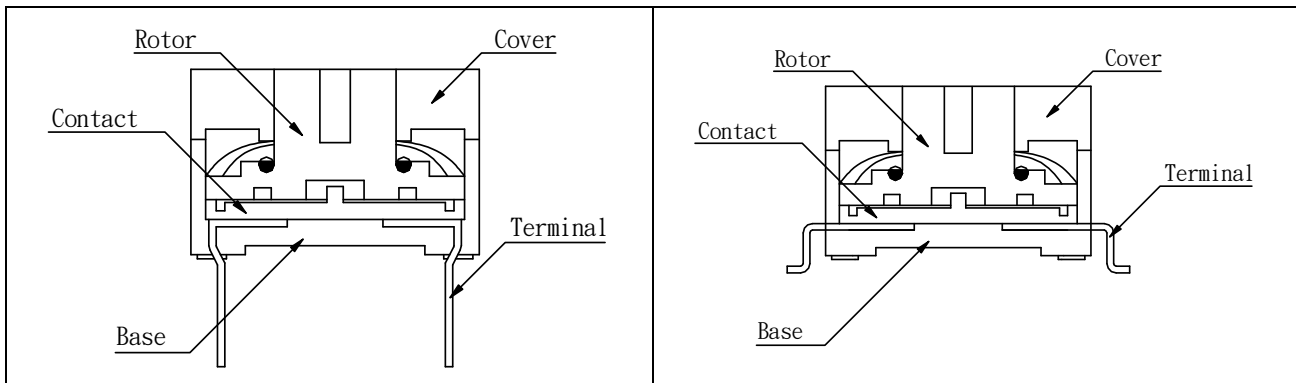 Rotor
Cover
Contact
Terminal
Base
Rotor
Cover
Contact
Terminal
Base